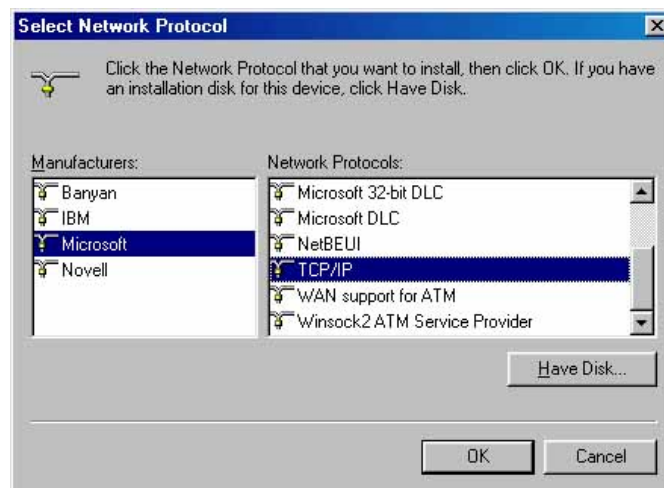 Select Network Protocol
Click the Network Protocol that you want to install, then click OK. If you have
an installation disk for this device, click Have Disk.
Manufacturers:
Banyan
IBM
Microsoft
Novell
Network Protocols:
Microsoft 32-bit DLC
Microsoft DLC
NetBEUI
TCP/IP
WAN support for ATM
Winsock2 ATM Service Provider
Have Disk...
OK
Cancel